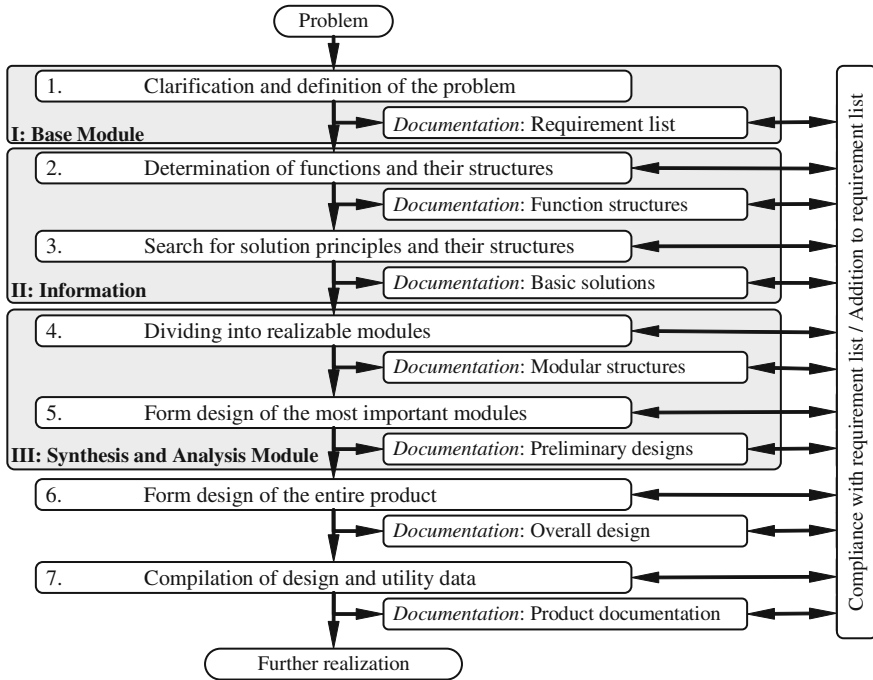 Problem
1. Clarification and definition of the problem
Documentation: Requirement list
I: Base Module
2. Determination of functions and their structures
Documentation: Function structures
3. Search for solution principles and their structures
Documentation: Basic solutions
II: Information
4. Dividing into realizable modules
Documentation: Modular structures
5. Form design of the most important modules
Documentation: Preliminary designs
III: Synthesis and Analysis Module
6. Form design of the entire product
Documentation: Overall design
7. Compilation of design and utility data
Documentation: Product documentation
Further realization
Compliance with requirement list / Addition to requirement list